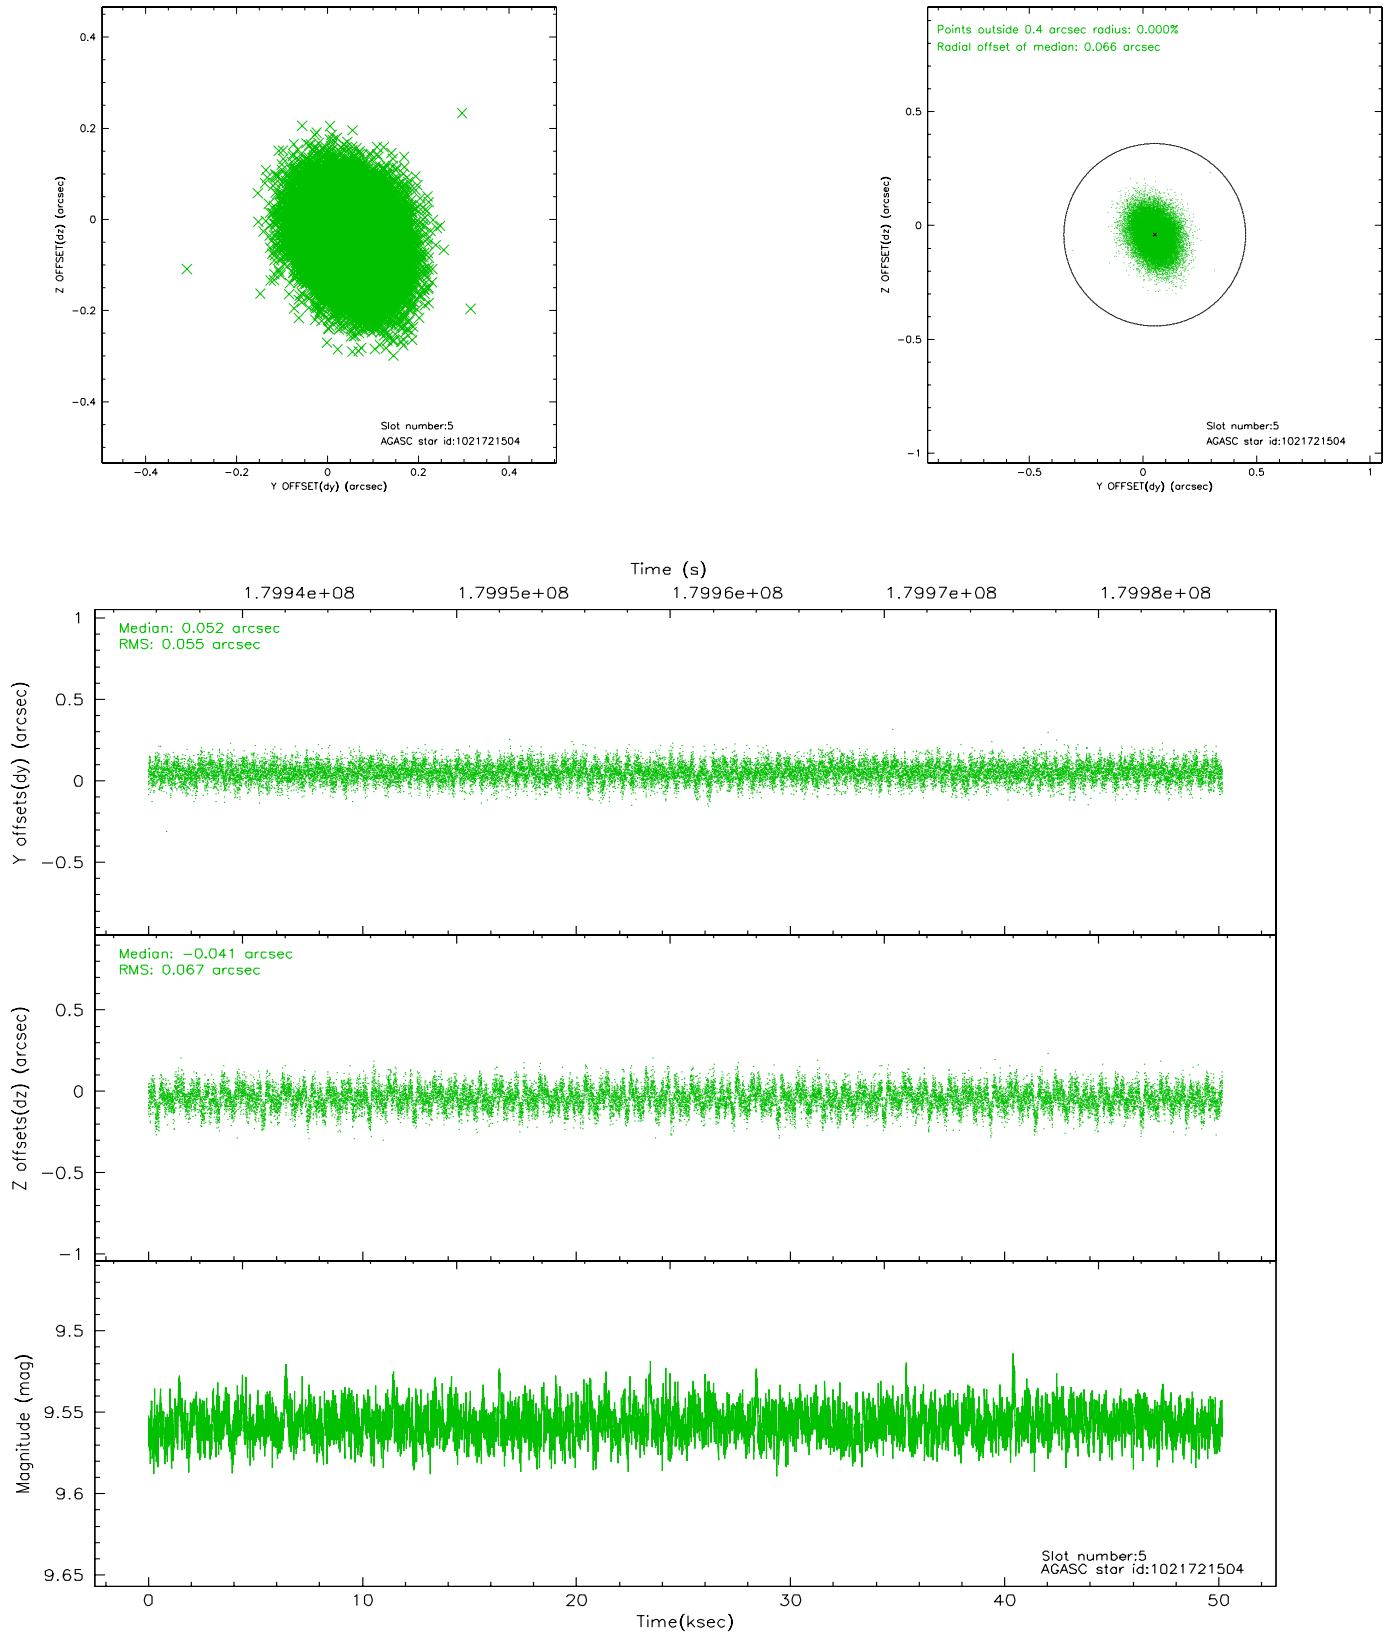 0.4
0.2
0
−0.2
−0.4
Z OFFSET(dz) (arcsec)
−0.4 −0.2 0 0.2 0.4
Y OFFSET(dy) (arcsec)
Slot number:5
AGASC star id:1021721504
Points outside 0.4 arcsec radius: 0.000%
Radial offset of median: 0.066 arcsec
0.5
0
−0.5
−1
Z OFFSET(dz) (arcsec)
−0.5 0 0.5 1
Y OFFSET(dy) (arcsec)
Slot number:5
AGASC star id:1021721504
Time (s)
1.7994e+08 1.7995e+08 1.7996e+08 1.7997e+08 1.7998e+08
Median: 0.052 arcsec
RMS: 0.055 arcsec
1
0.5
0
−0.5
Y offsets(dy) (arcsec)
Median: −0.041 arcsec
RMS: 0.067 arcsec
0.5
0
−0.5
−1
Z offsets(dz) (arcsec)
9.5
9.55
9.6
9.65
Magnitude (mag)
Slot number:5
AGASC star id:1021721504
0 10 20 30 40 50
Time(ksec)